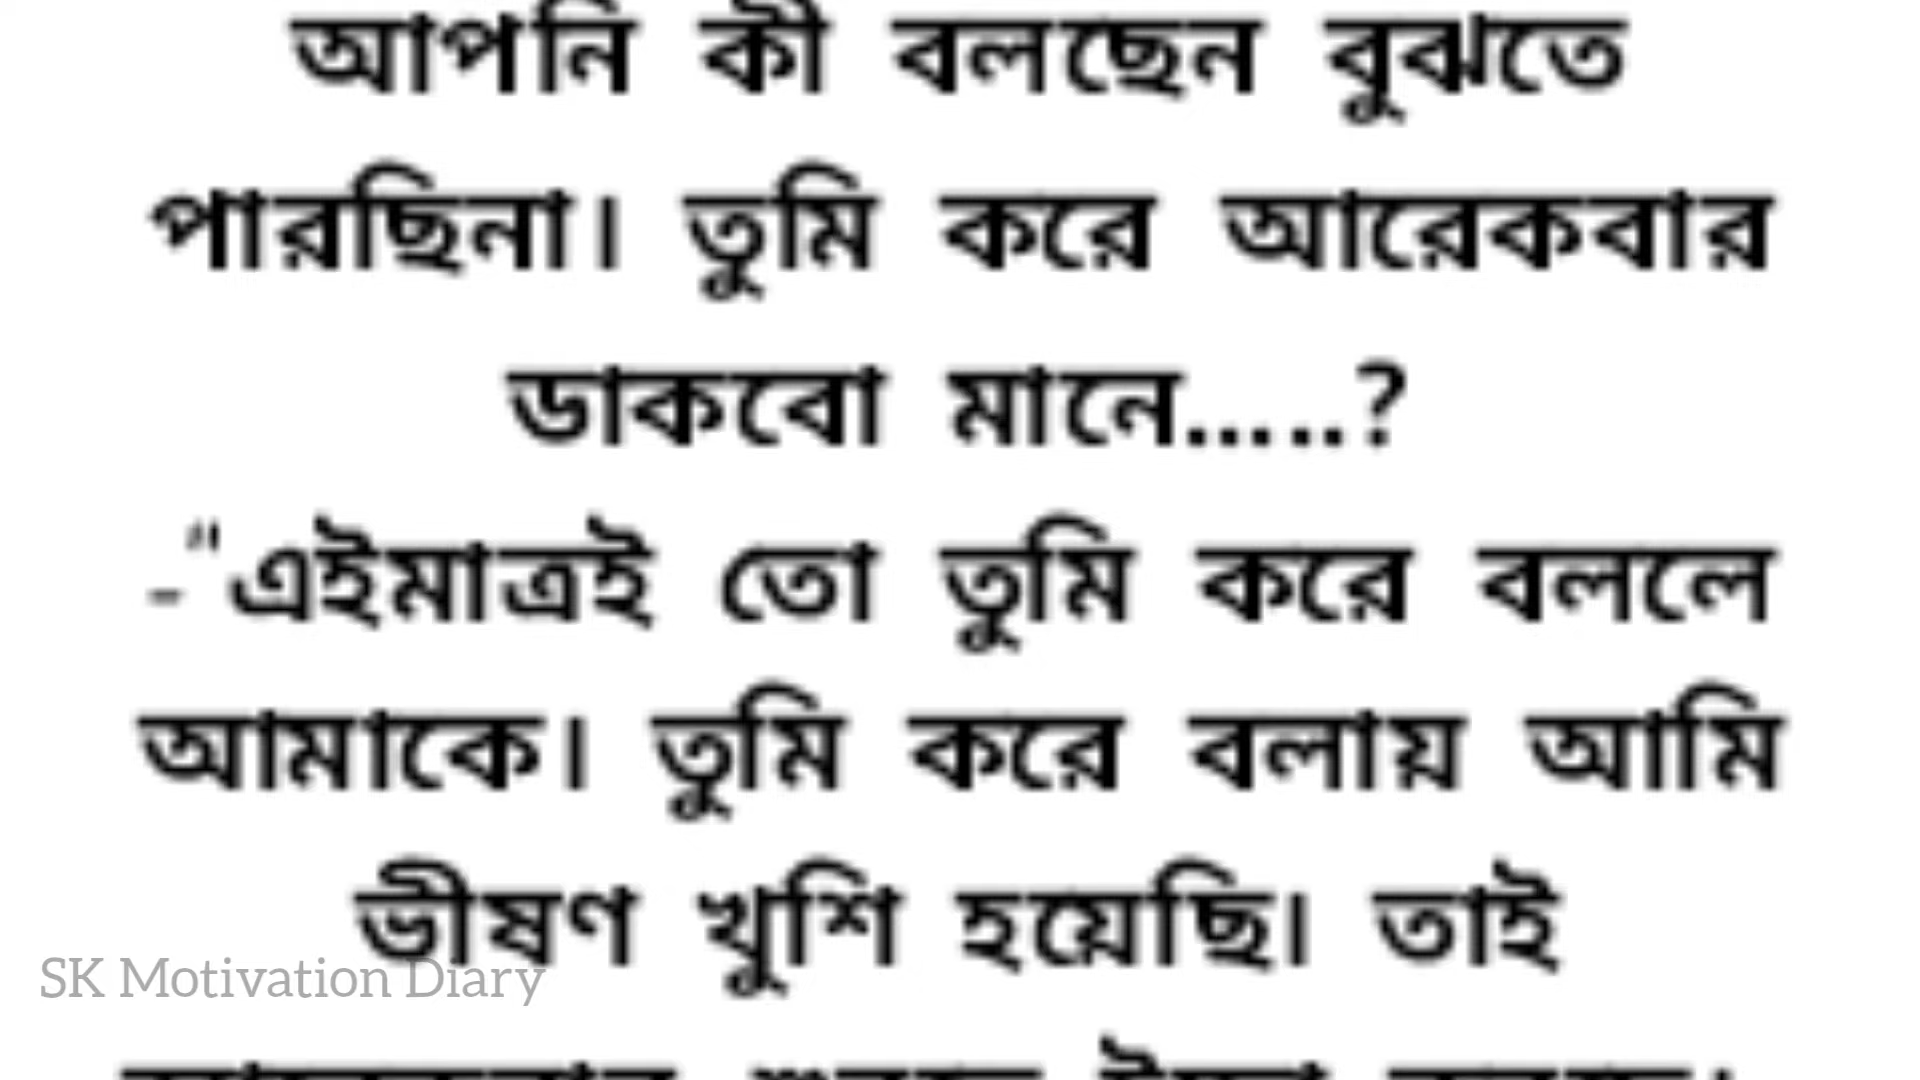 আপনি কী বলছেন বুঝতে
পারছিনা। তুমি করে আরেকবার
ডাকবো মানে.....?
-"এইমাত্রই তো তুমি করে বললে
আমাকে। তুমি করে বলায় আমি
ভীষণ খুশি হয়েছি। তাই
SK Motivation Diary